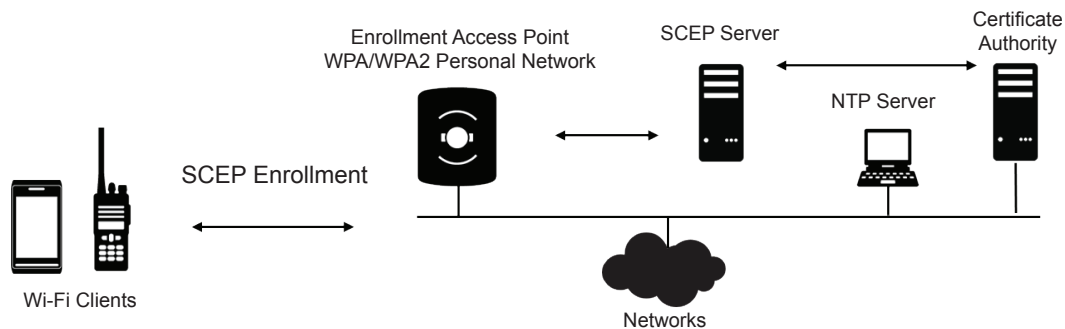 Enrollment Access Point
WPA/WPA2 Personal Network
SCEP Server
Certificate
Authority
NTP Server
SCEP Enrollment
Wi-Fi Clients
Networks